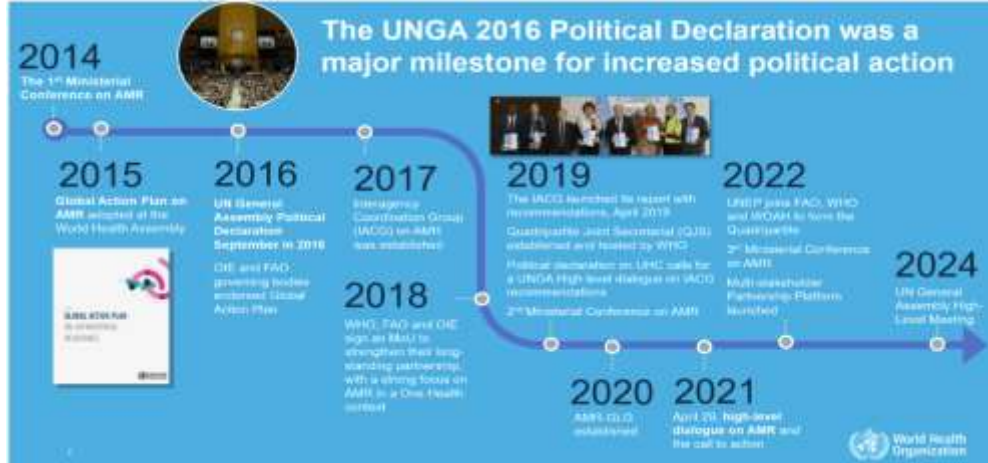 The UNGA 2016 Political Declaration was a
major milestone for increased political action
2014
The 1st Ministerial
Conference on AMR
2015
Global Action Plan on
AMR adopted at the
World Health Assembly
GLOBAL ACTION PLAN
2016
UN General
Assembly Political
Declaration
September in 2016
OIE and FAO
governing bodies
endorsed Global
Action Plan
2017
Interagency
Coordination Group
(IACG) on AMR
was established
2018
WHO, FAO and OIE
sign an MoU to
strengthen their long-
standing partnership,
with a strong focus on
AMR in a One Health
context
2019
The IACG launched its report with
recommendations, April 2019
Quadripartite Joint Secretariat (QJS)
established and hosted by WHO
Political declaration on UHC calls for
a UNGA High-level dialogue on IACG
recommendations
2nd Ministerial Conference on AMR
2020
AMR-GLG
established
2021
April 29, high-level
dialogue on AMR and
the call to action
2022
UNEP joins FAO, WHO
and WOAH to form the
Quadripartite
3rd Ministerial Conference
on AMR
Multi-stakeholder
Partnership Platform
launched
2024
UN General
Assembly High-
Level Meeting
World Health
Organization